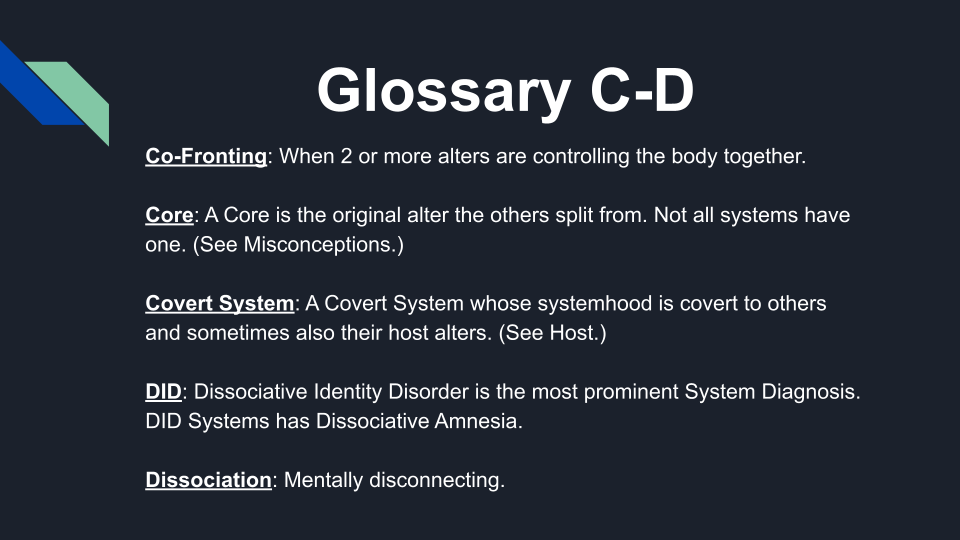 Glossary C-D
Co-Fronting: When 2 or more alters are controlling the body together.
Core: A Core is the original alter the others split from. Not all systems have
one. (See Misconceptions.)
Covert System: A Covert System whose systemhood is covert to others
and sometimes also their host alters. (See Host.)
DID: Dissociative Identity Disorder is the most prominent System Diagnosis.
DID Systems has Dissociative Amnesia.
Dissociation: Mentally disconnecting.